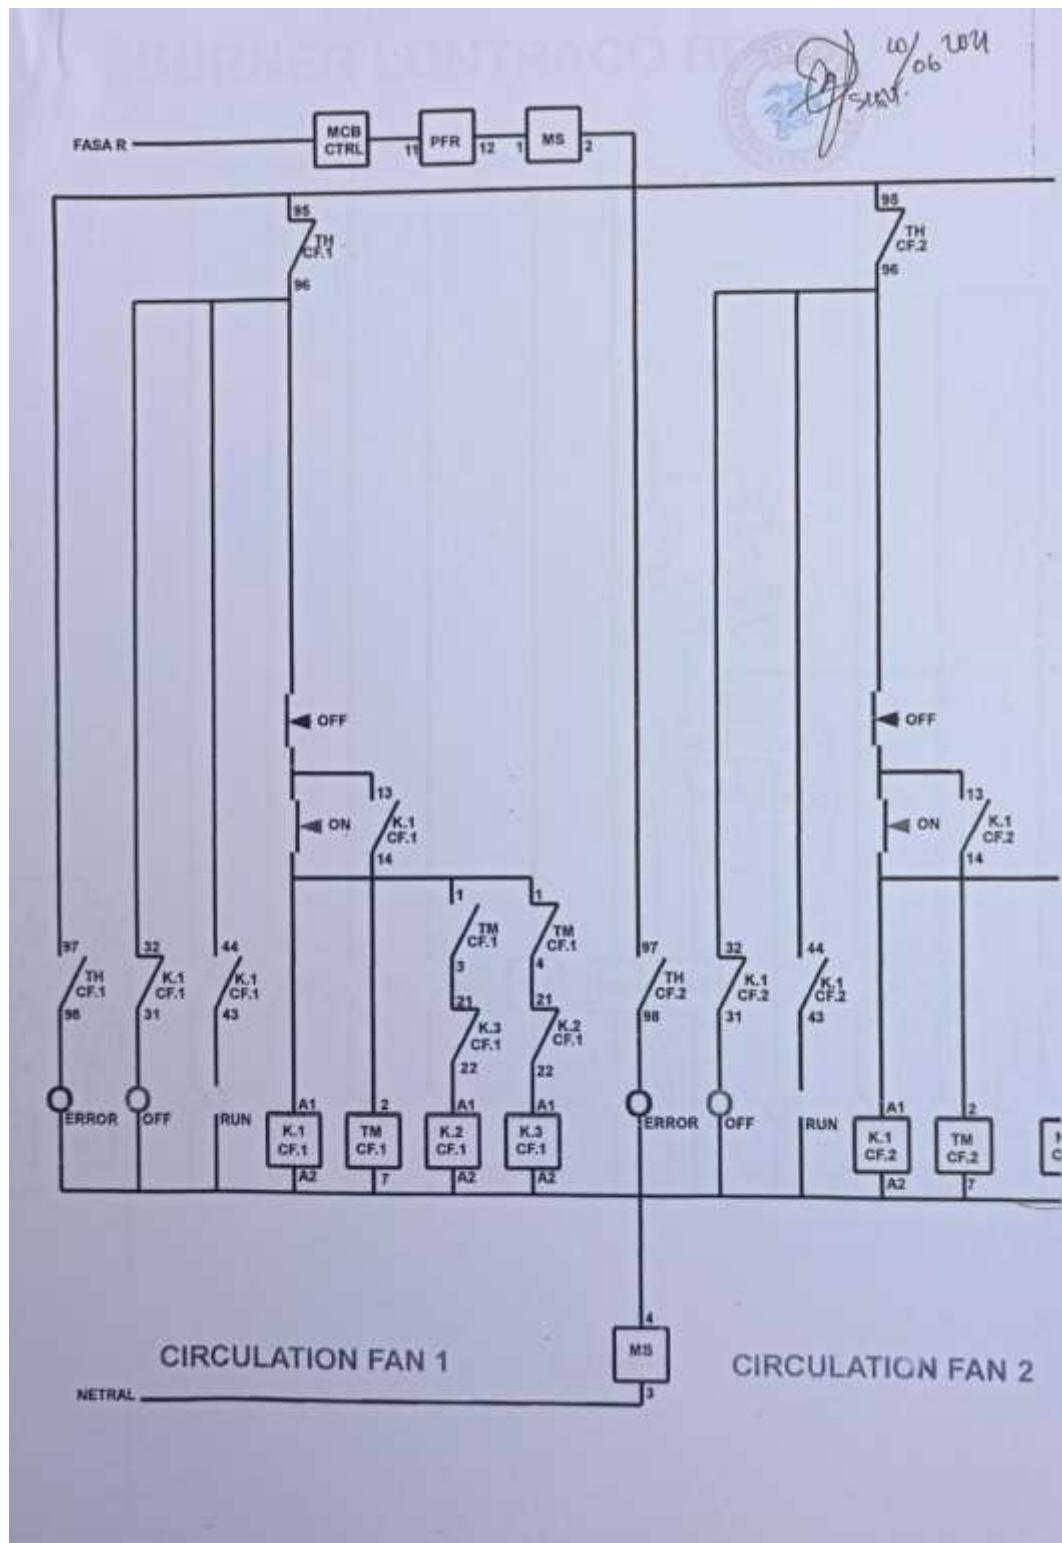 20/06 2021
FASA R
MCB CTRL
11
PFR
12
1
MS
2
95
TH CF.1
96
95
TH CF.2
96
OFF
OFF
13
K.1 CF.1
14
ON
13
K.1 CF.2
14
ON
1
TM CF.1
3
1
TM CF.1
4
97
TH CF.1
98
32
K.1 CF.1
31
44
K.1 CF.1
43
21
K.3 CF.1
22
21
K.2 CF.1
22
97
TH CF.2
98
32
K.1 CF.2
31
44
K.1 CF.2
43
ERROR
OFF
RUN
A1
K.1 CF.1
A2
2
TM CF.1
7
A1
K.2 CF.1
A2
A1
K.3 CF.1
A2
ERROR
OFF
RUN
A1
K.1 CF.2
A2
2
TM CF.2
7
4
MS
3
CIRCULATION FAN 1
CIRCULATION FAN 2
NETRAL